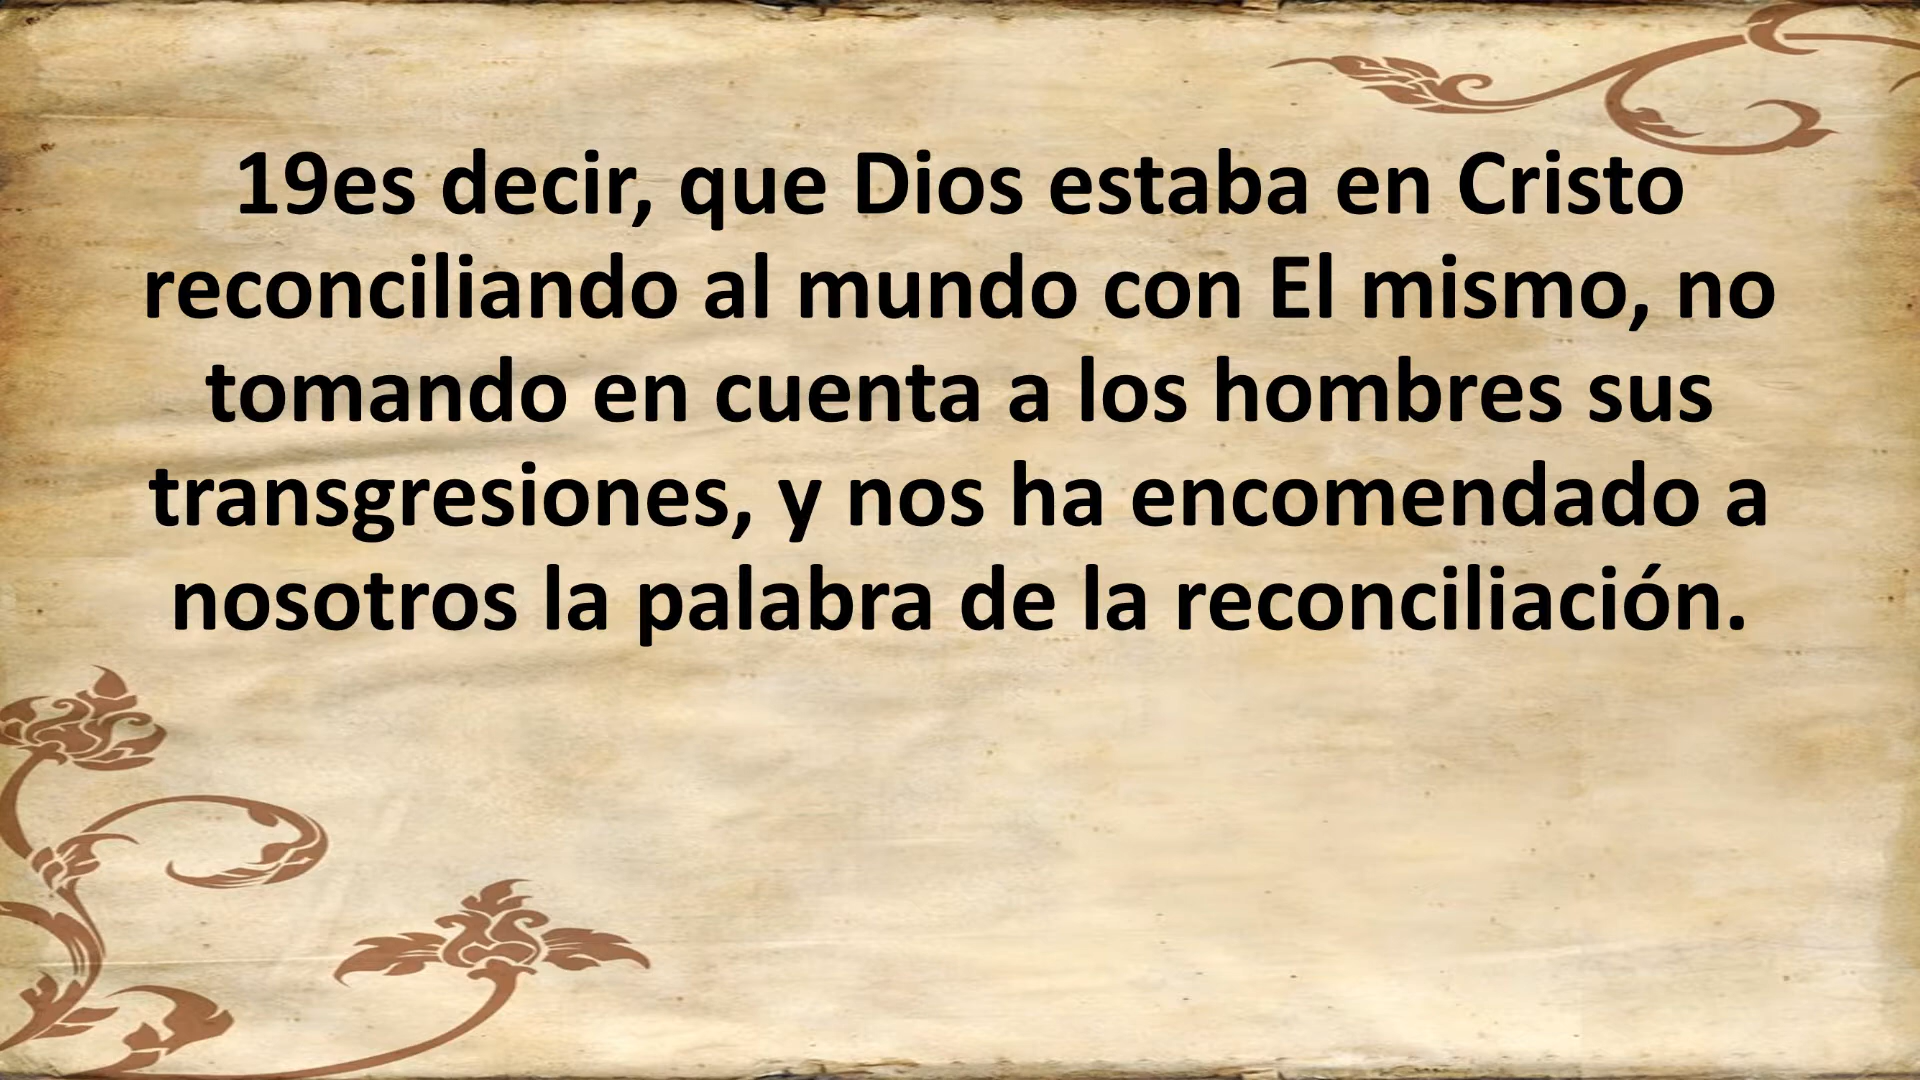 19es decir, que Dios estaba en Cristo
reconciliando al mundo con El mismo, no
tomando en cuenta a los hombres sus
transgresiones, y nos ha encomendado a
nosotros la palabra de la reconciliación.